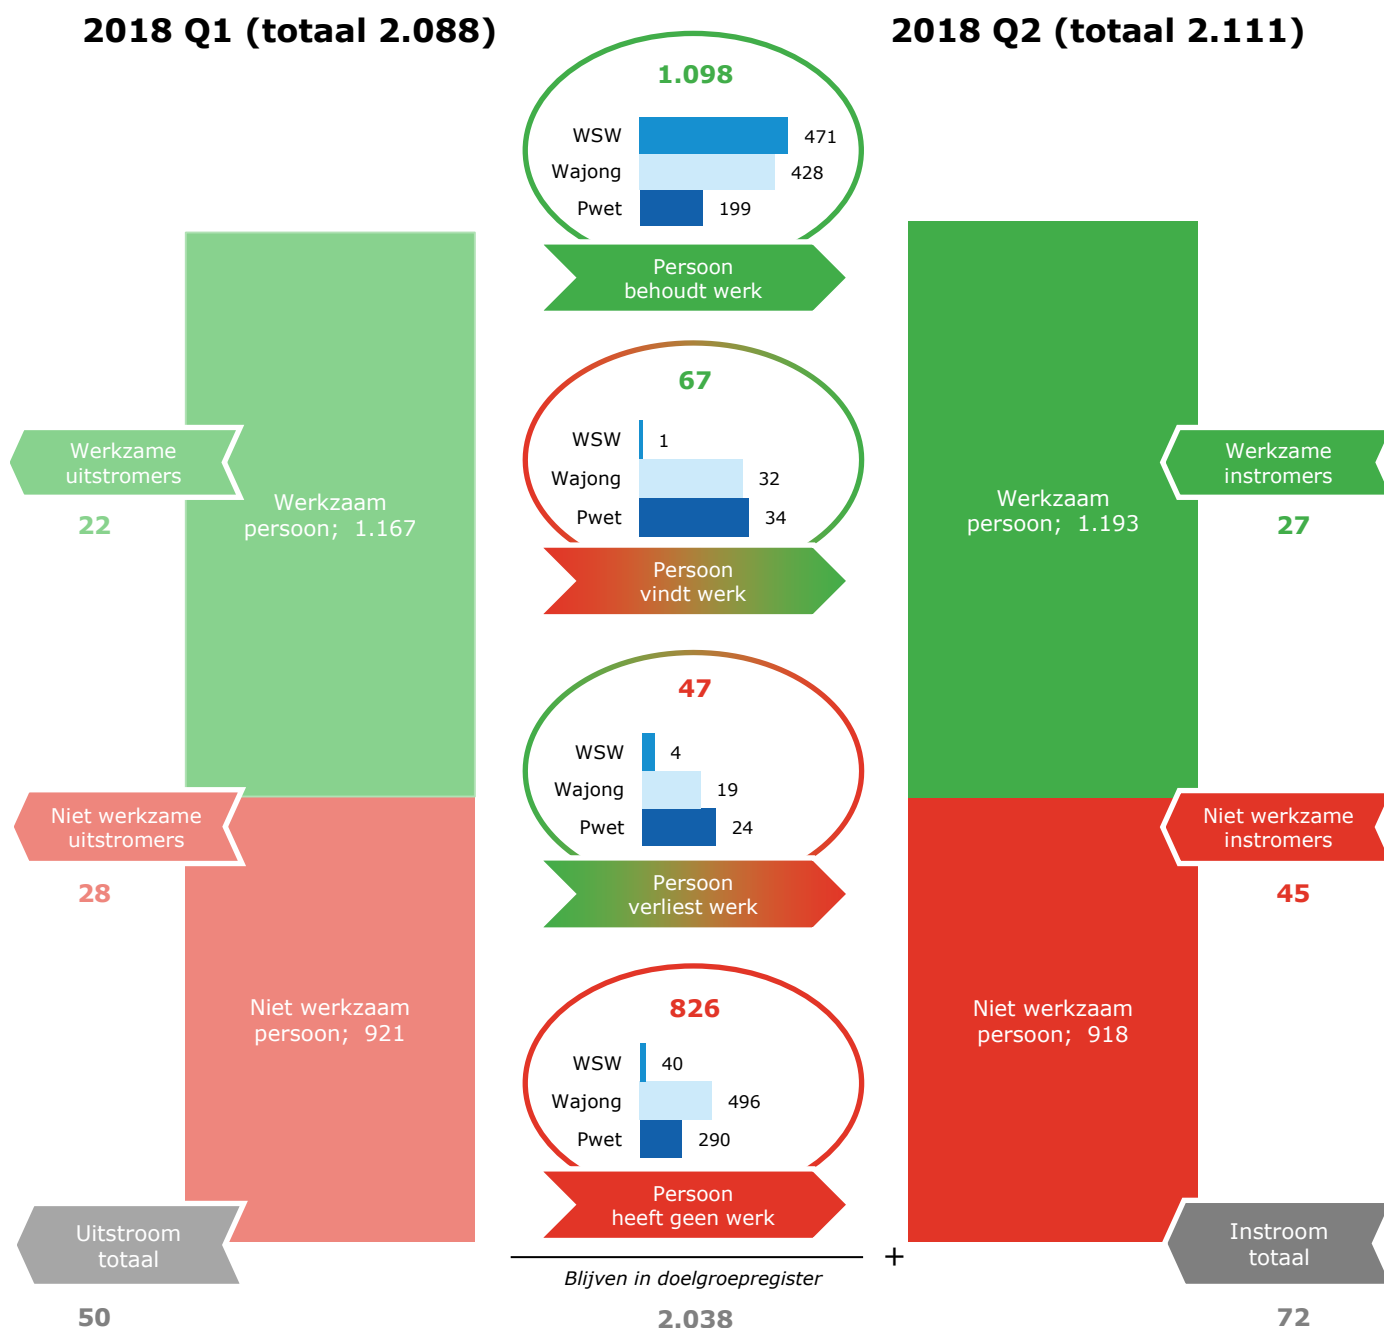 2018 Q1 (totaal 2.088)
2018 Q2 (totaal 2.111)
1.098
WSW 471
Wajong 428
Pwet 199
Persoon
behoudt werk
67
WSW 1
Wajong 32
Pwet 34
Persoon
vindt werk
Werkzame
uitstromers
22
Werkzaam
persoon; 1.167
Werkzaam
persoon; 1.193
Werkzame
instromers
27
47
WSW 4
Wajong 19
Pwet 24
Persoon
verliest werk
Niet werkzame
uitstromers
28
Niet werkzame
instromers
45
826
WSW 40
Wajong 496
Pwet 290
Persoon
heeft geen werk
Niet werkzaam
persoon; 921
Niet werkzaam
persoon; 918
Uitstroom
totaal
50
+
Blijven in doelgroepregister
2.038
Instroom
totaal
72